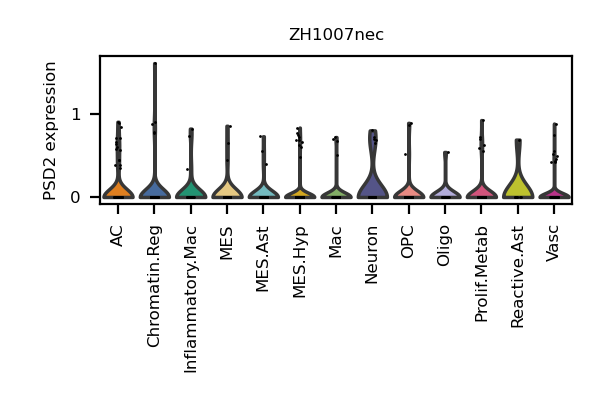 ZH1007nec
PSD2 expression
1
0
AC
Chromatin.Reg
Inflammatory.Mac
MES
MES.Ast
MES.Hyp
Mac
Neuron
OPC
Oligo
Prolif.Metab
Reactive.Ast
Vasc